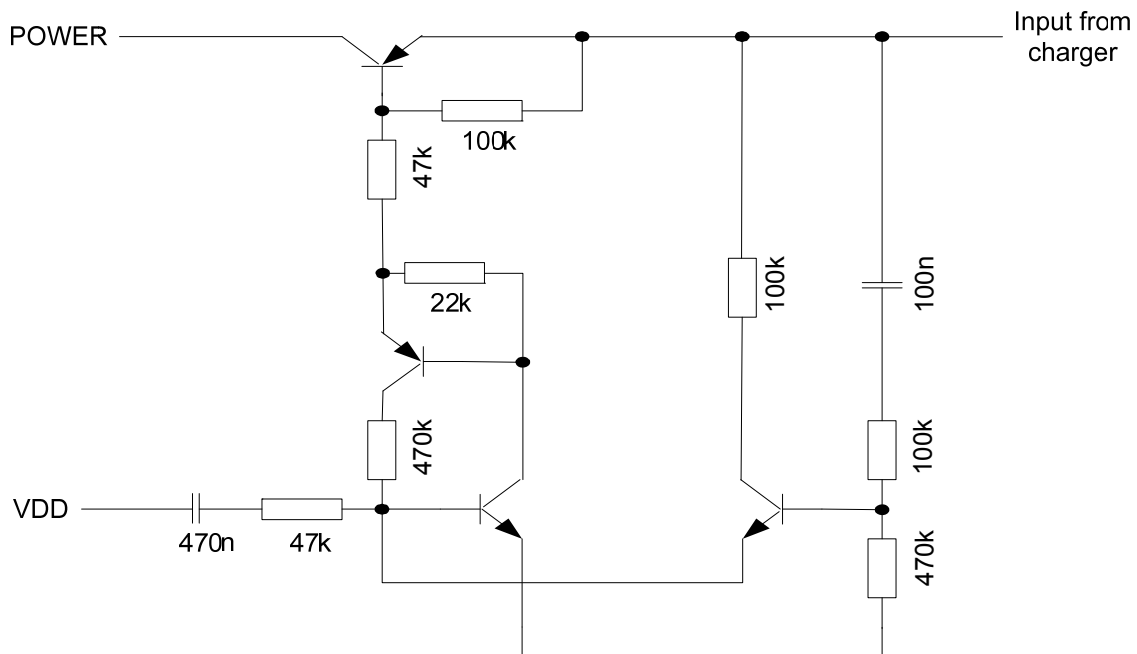 POWER
Input from
charger
100k
47k
22k
100k
100n
470k
100k
VDD
470n
47k
470k